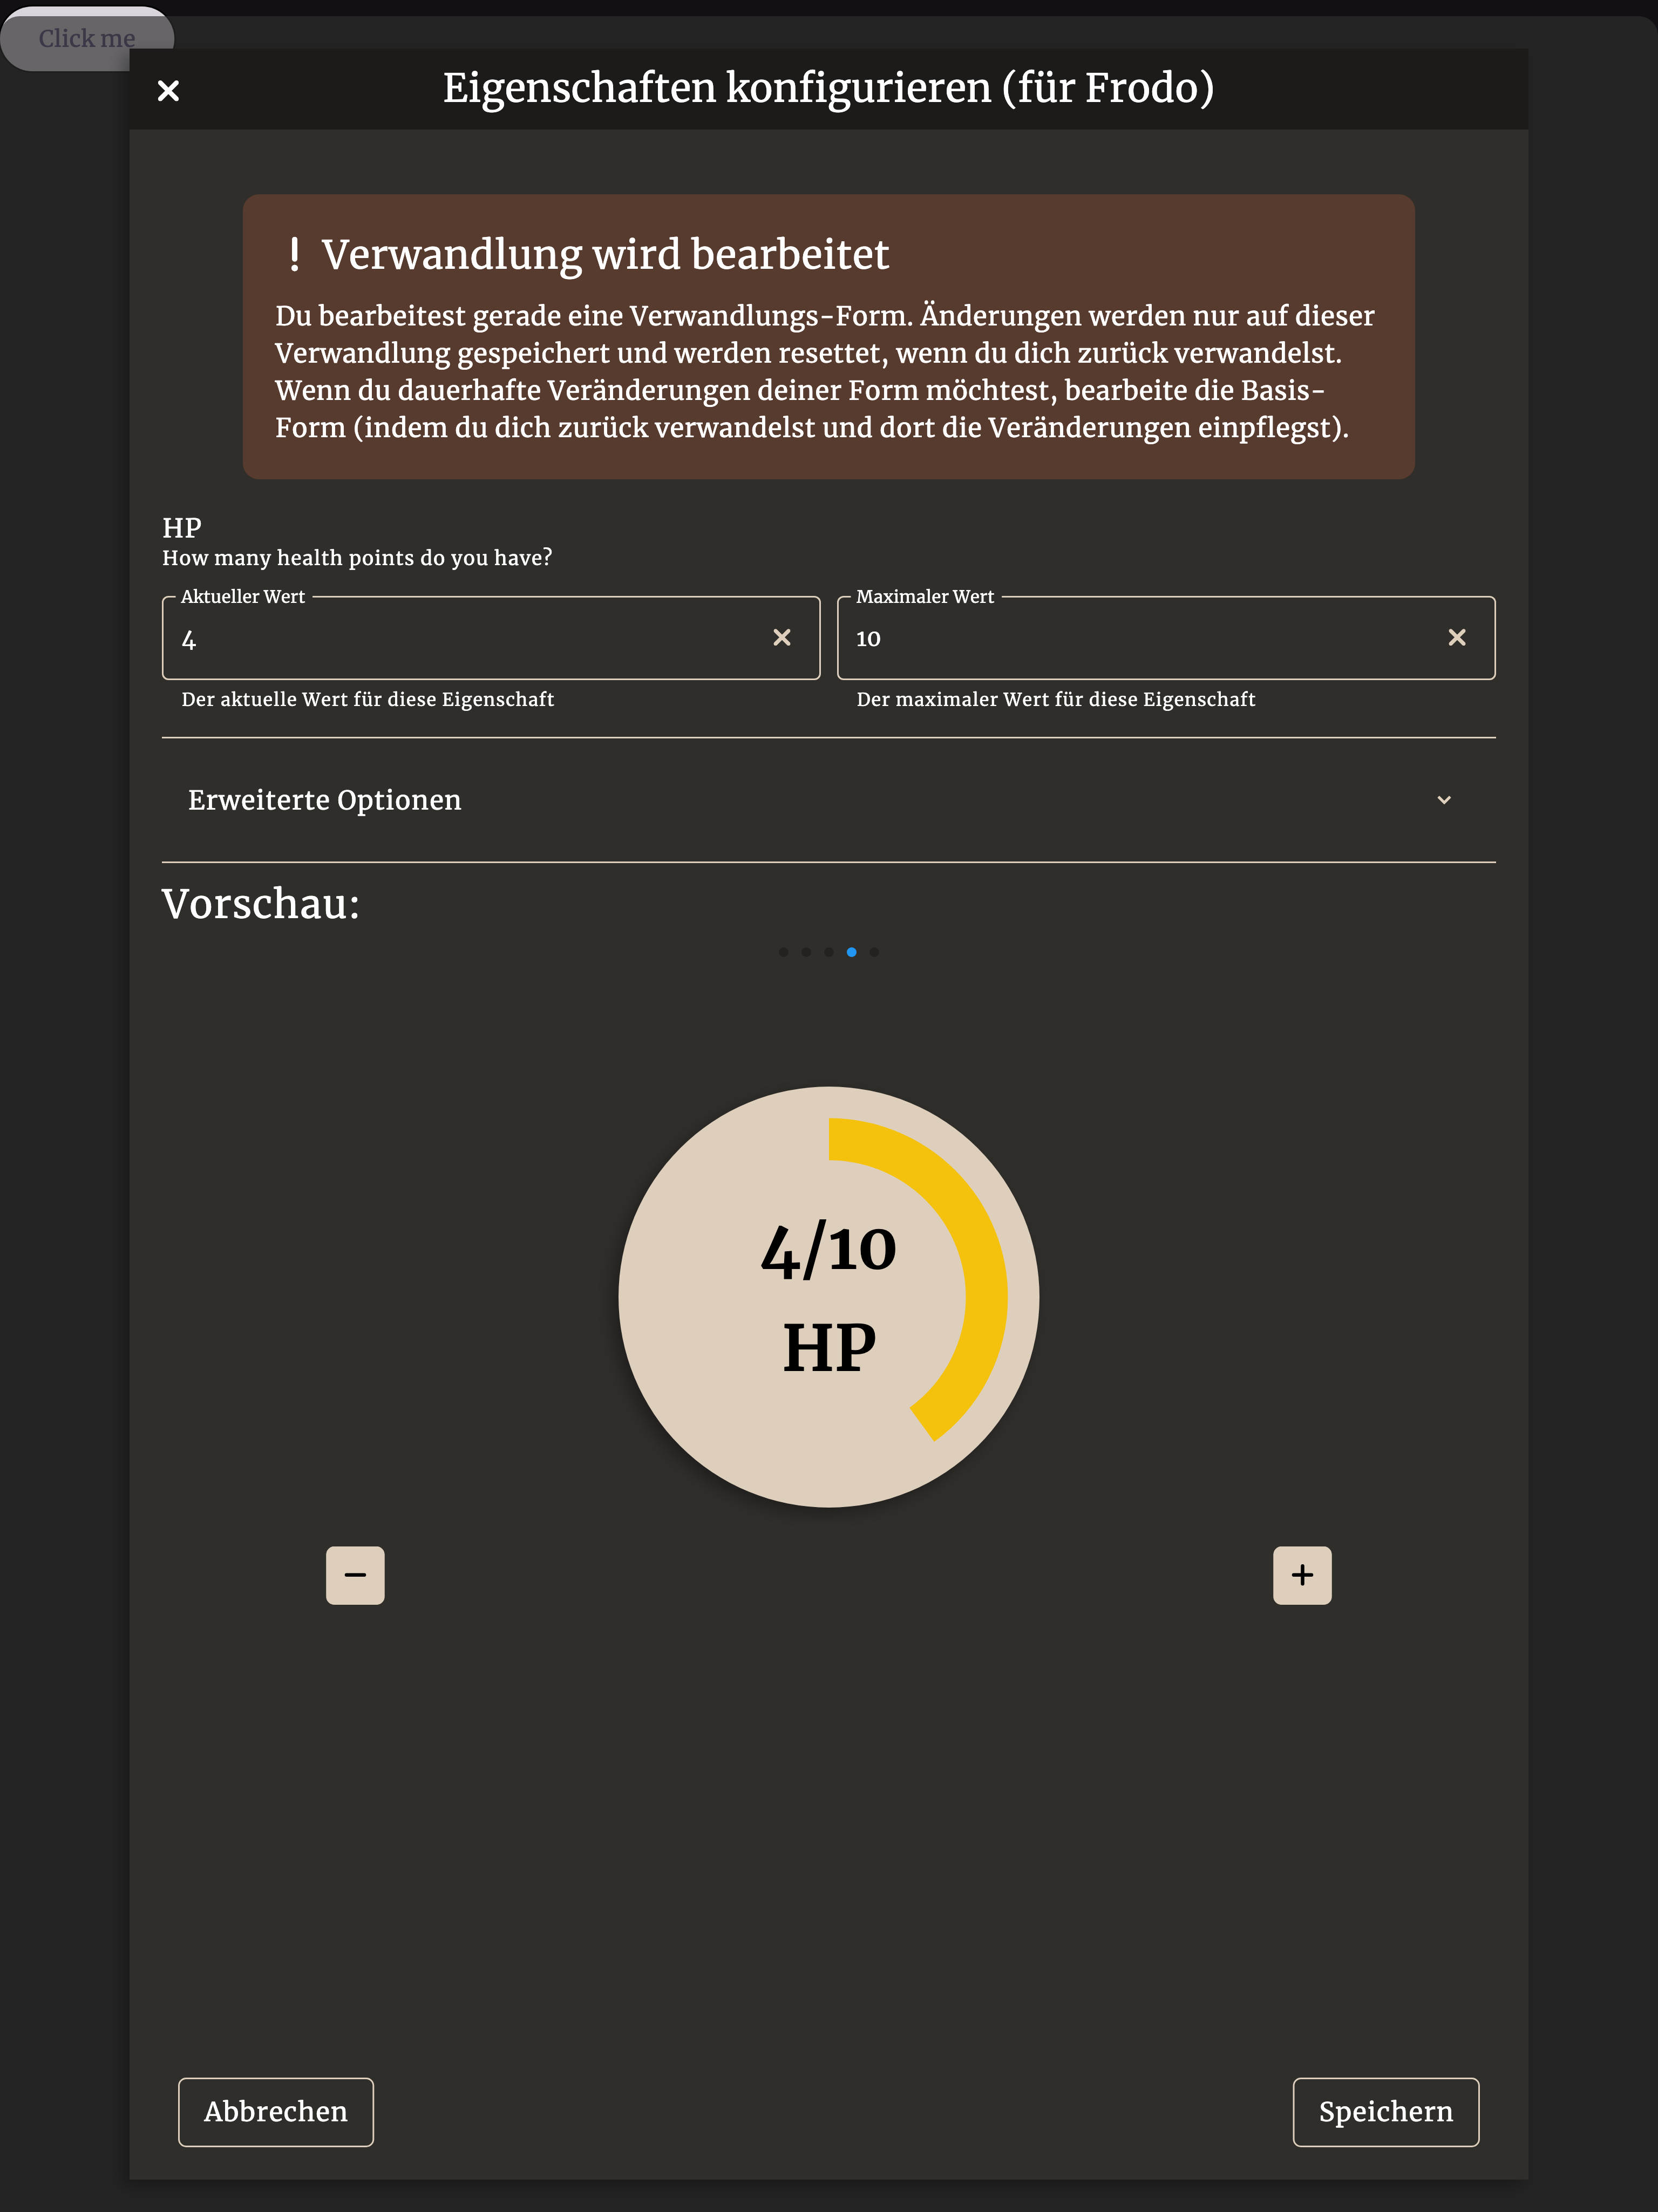 Click me
Eigenschaften konfigurieren (für Frodo)
! Verwandlung wird bearbeitet
Du bearbeitest gerade eine Verwandlungs-Form. Änderungen werden nur auf dieser
Verwandlung gespeichert und werden resettet, wenn du dich zurück verwandelst.
Wenn du dauerhafte Veränderungen deiner Form möchtest, bearbeite die Basis-
Form (indem du dich zurück verwandelst und dort die Veränderungen einpflegst).
HP
How many health points do you have?
Aktueller Wert
4
Der aktuelle Wert für diese Eigenschaft
Maximaler Wert
10
Der maximaler Wert für diese Eigenschaft
Erweiterte Optionen
Vorschau:
4/10
HP
Abbrechen
Speichern